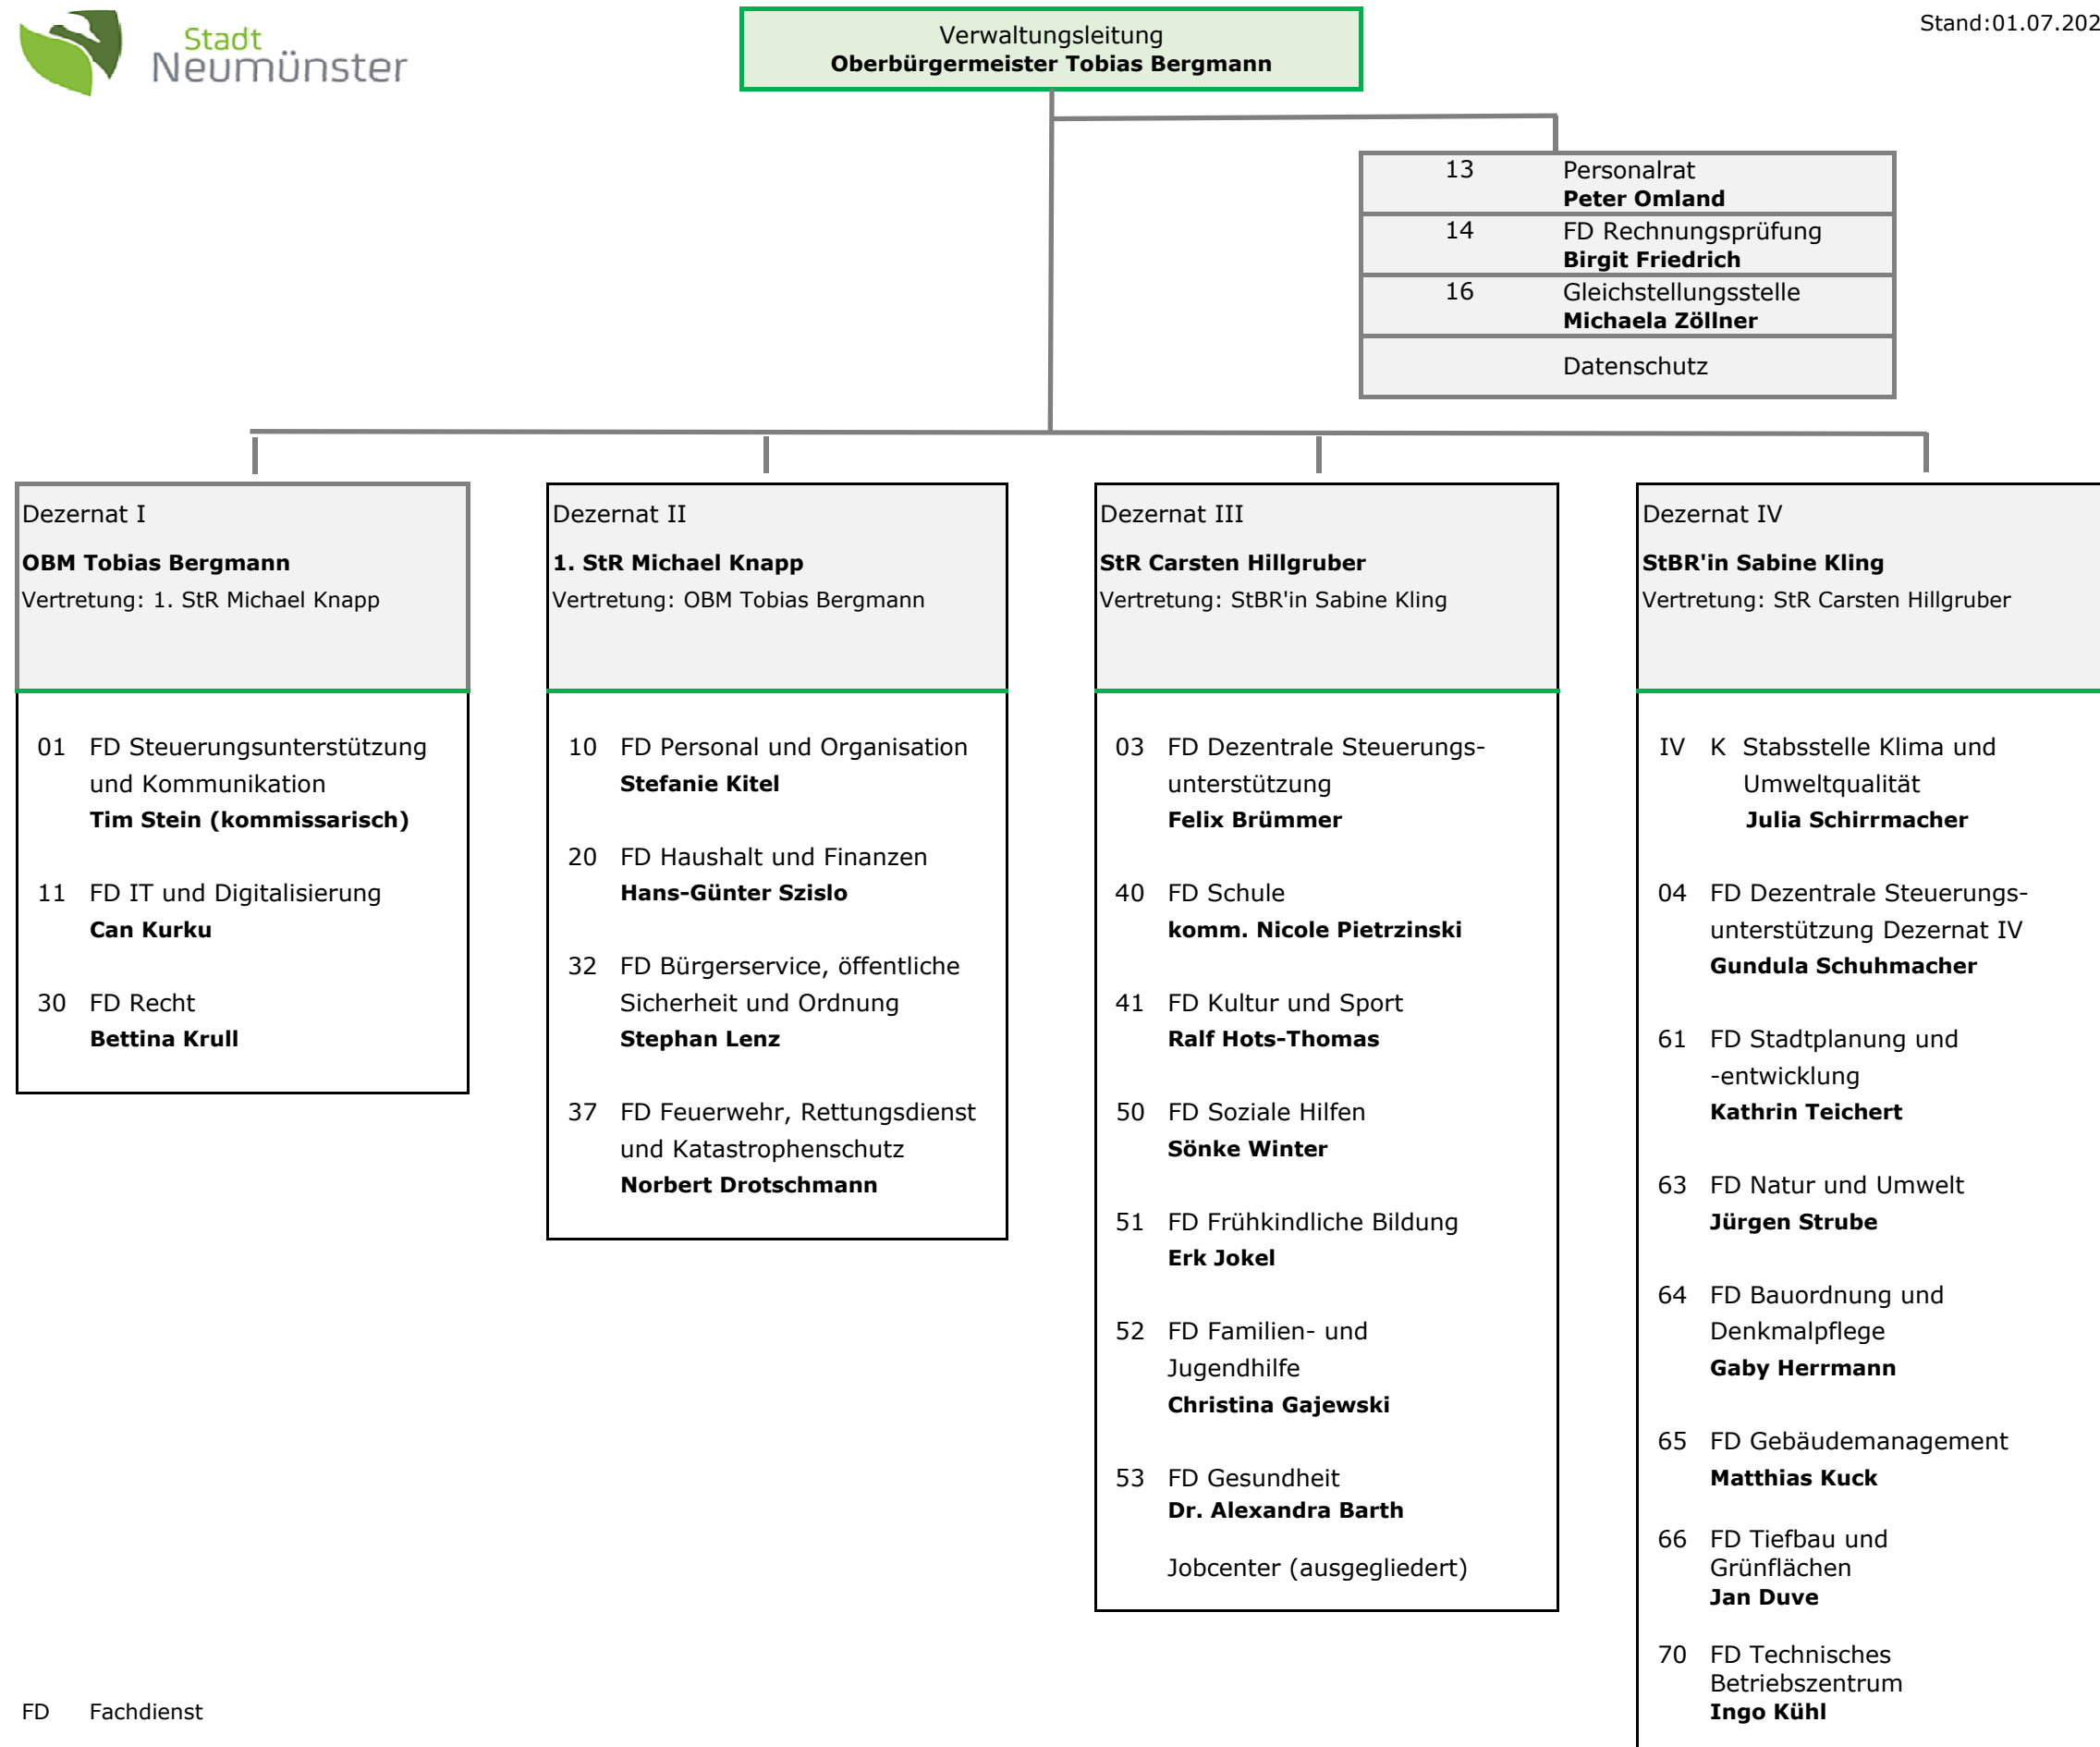 Stadt
Neumünster
Verwaltungsleitung
Oberbürgermeister Tobias Bergmann
Stand:01.07.202
13 Personalrat
Peter Omland
14 FD Rechnungsprüfung
Birgit Friedrich
16 Gleichstellungsstelle
Michaela Zöllner
Datenschutz
Dezernat I
OBM Tobias Bergmann
Vertretung: 1. StR Michael Knapp
01 FD Steuerungsunterstützung
und Kommunikation
Tim Stein (kommissarisch)
11 FD IT und Digitalisierung
Can Kurku
30 FD Recht
Bettina Krull
Dezernat II
1. StR Michael Knapp
Vertretung: OBM Tobias Bergmann
10 FD Personal und Organisation
Stefanie Kitel
20 FD Haushalt und Finanzen
Hans-Günter Szislo
32 FD Bürgerservice, öffentliche
Sicherheit und Ordnung
Stephan Lenz
37 FD Feuerwehr, Rettungsdienst
und Katastrophenschutz
Norbert Drotschmann
Dezernat III
StR Carsten Hillgruber
Vertretung: StBR'in Sabine Kling
03 FD Dezentrale Steuerungs-
unterstützung
Felix Brümmer
40 FD Schule
komm. Nicole Pietrzinski
41 FD Kultur und Sport
Ralf Hots-Thomas
50 FD Soziale Hilfen
Sönke Winter
51 FD Frühkindliche Bildung
Erk Jokel
52 FD Familien- und
Jugendhilfe
Christina Gajewski
53 FD Gesundheit
Dr. Alexandra Barth
Jobcenter (ausgegliedert)
Dezernat IV
StBR'in Sabine Kling
Vertretung: StR Carsten Hillgruber
IV K Stabsstelle Klima und
Umweltqualität
Julia Schirrmacher
04 FD Dezentrale Steuerungs-
unterstützung Dezernat IV
Gundula Schuhmacher
61 FD Stadtplanung und
-entwicklung
Kathrin Teichert
63 FD Natur und Umwelt
Jürgen Strube
64 FD Bauordnung und
Denkmalpflege
Gaby Herrmann
65 FD Gebäudemanagement
Matthias Kuck
66 FD Tiefbau und
Grünflächen
Jan Duve
70 FD Technisches
Betriebszentrum
Ingo Kühl
FD Fachdienst